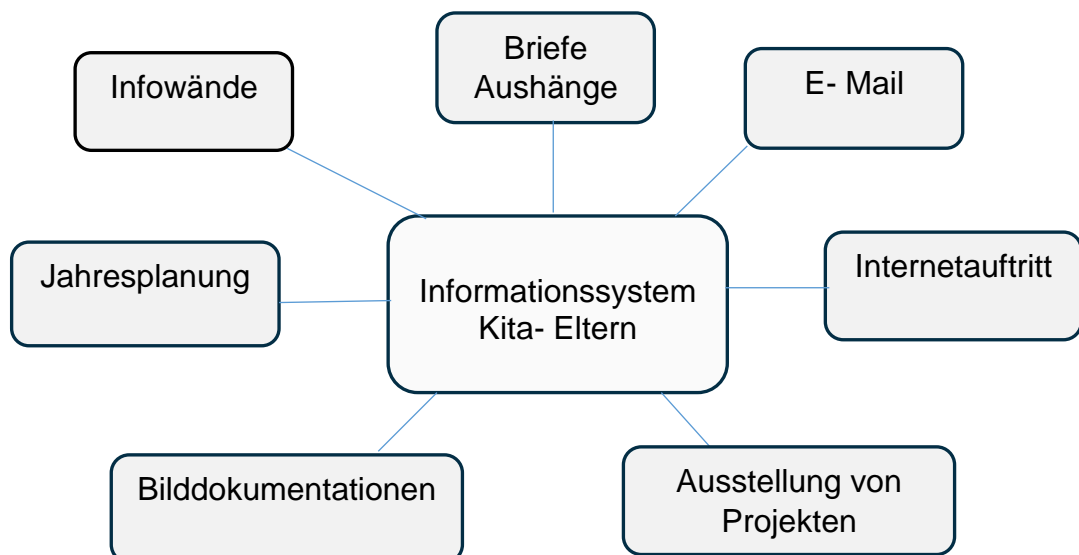 Briefe
Aushänge
Infowände
E- Mail
Jahresplanung
Informationssystem
Kita- Eltern
Internetauftritt
Bilddokumentationen
Ausstellung von
Projekten